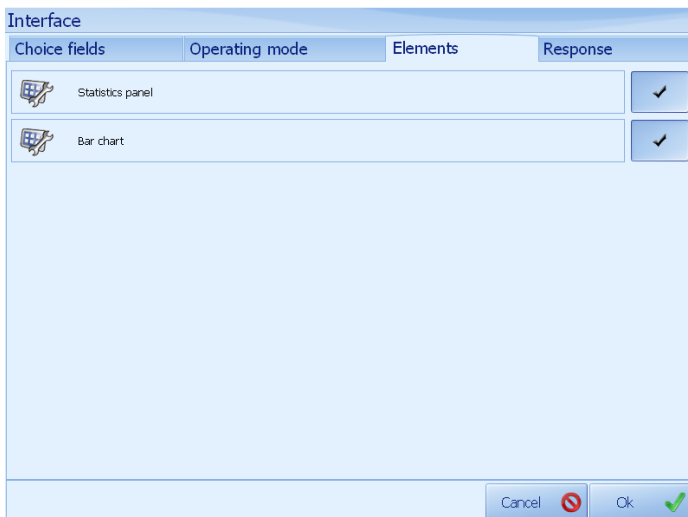 Interface
Choice fields Operating mode Elements Response
Statistics panel
Bar chart
Cancel Ok